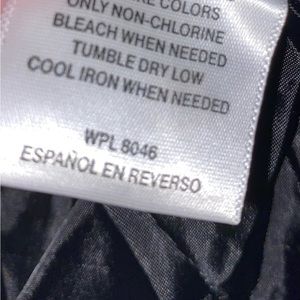 COLORS
ONLY NON-CHLORINE
BLEACH WHEN NEEDED
TUMBLE DRY LOW
COOL IRON WHEN NEEDED
WPL 8046
ESPAÑOL EN REVERSO